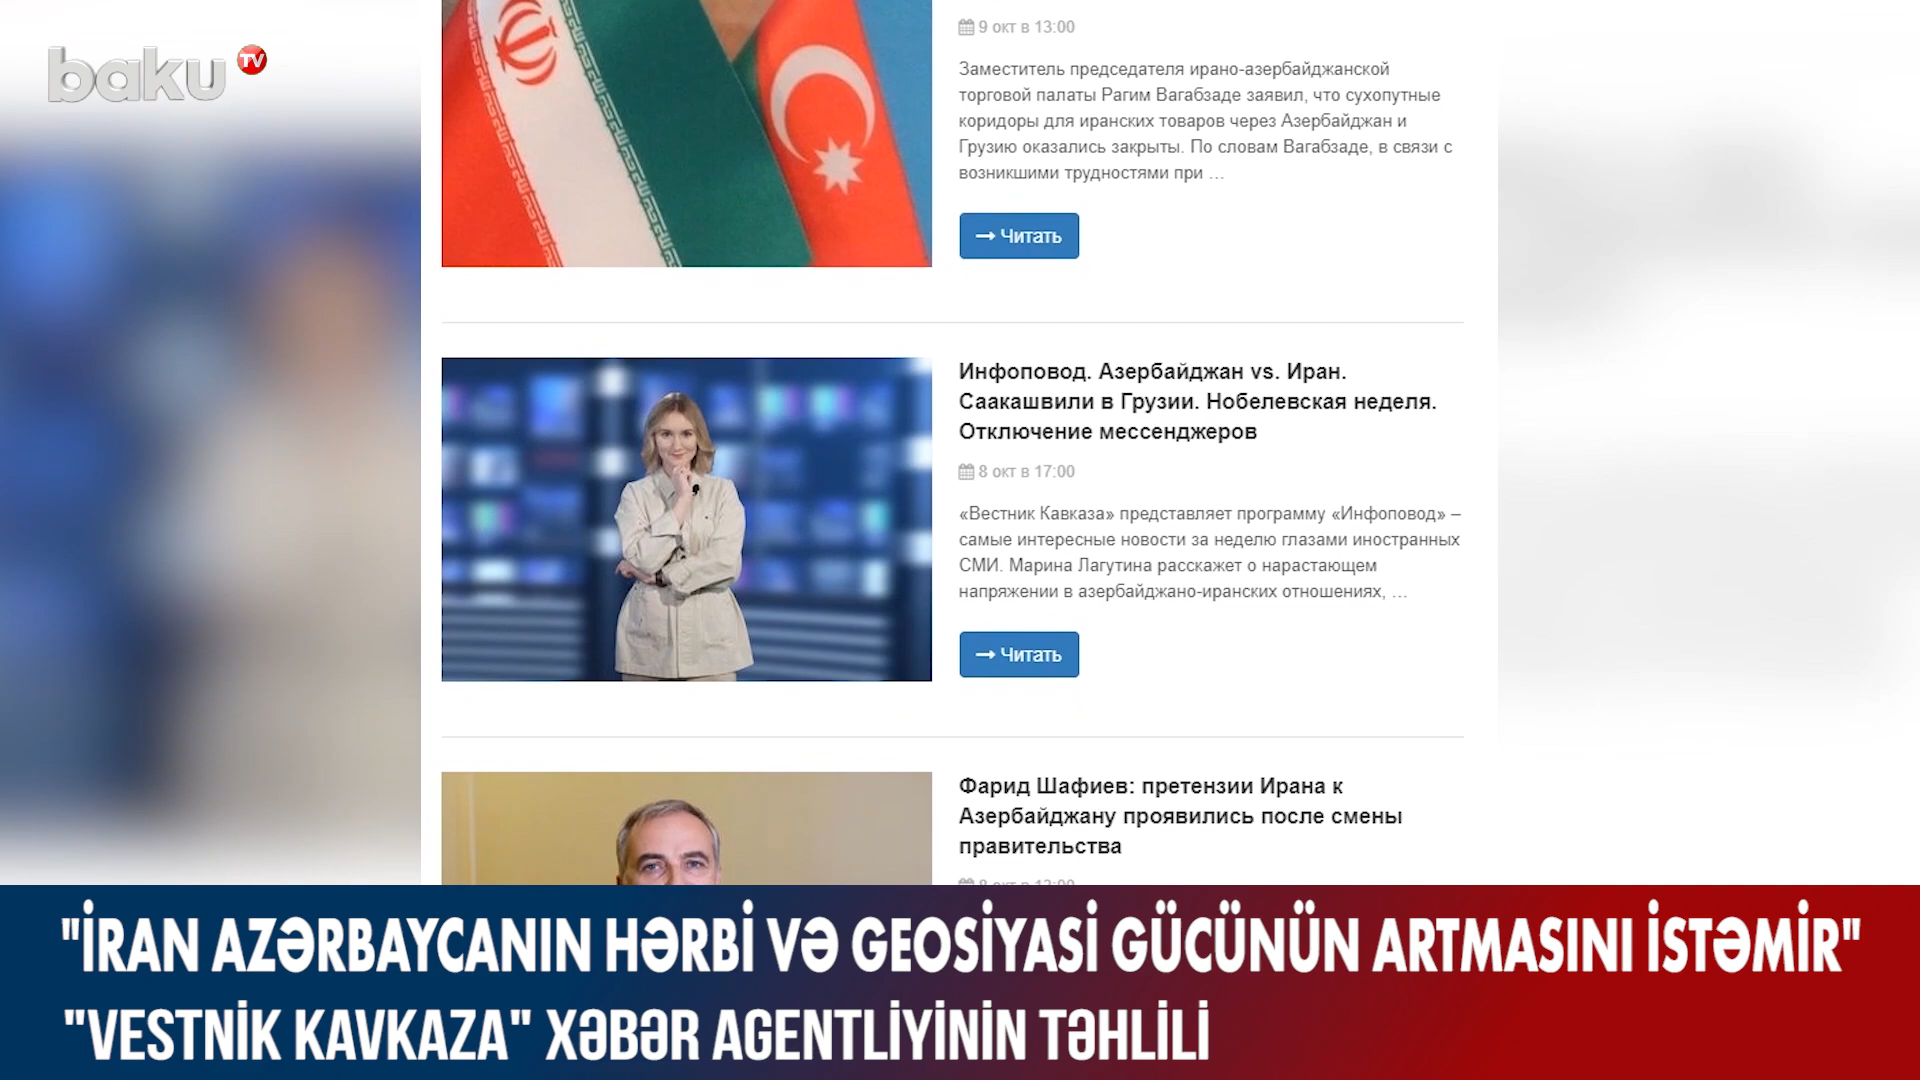 baku TV
9 окт в 13:00
Заместитель председателя ирано-азербайджанской
торговой палаты Рагим Вагабзаде заявил, что сухопутные
коридоры для иранских товаров через Азербайджан и
Грузию оказались закрыты. По словам Вагабзаде, в связи с
возникшими трудностями при …
Читать
Инфоповод. Азербайджан vs. Иран.
Саакашвили в Грузии. Нобелевская неделя.
Отключение мессенджеров
8 окт в 17:00
«Вестник Кавказа» представляет программу «Инфоповод» –
самые интересные новости за неделю глазами иностранных
СМИ. Марина Лагутина расскажет о нарастающем
напряжении в азербайджано-иранских отношениях, …
Читать
Фарид Шафиев: претензии Ирана к
Азербайджану проявились после смены
правительства
"İRAN AZƏRBAYCANIN HƏRBİ VƏ GEOSİYASİ GÜCÜNÜN ARTMASINI İSTƏMİR"
"VESTNİK KAVKAZA" XƏBƏR AGENTLİYİNİN TƏHLİLİ